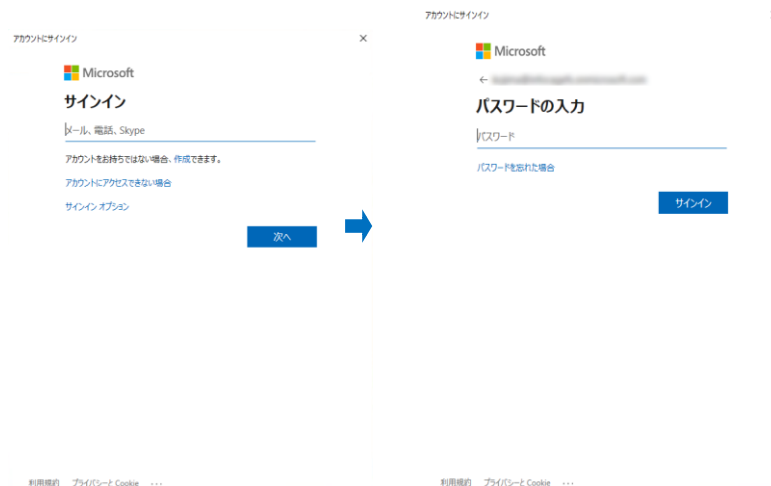 アカウントにサインイン
Microsoft
サインイン
メール、電話、Skype
アカウントをお持ちではない場合、作成できます。
アカウントにアクセスできない場合
サインイン オプション
次へ
利用規約 プライバシーと Cookie ...
アカウントにサインイン
Microsoft
パスワードの入力
パスワード
パスワードを忘れた場合
サインイン
利用規約 プライバシーと Cookie ...